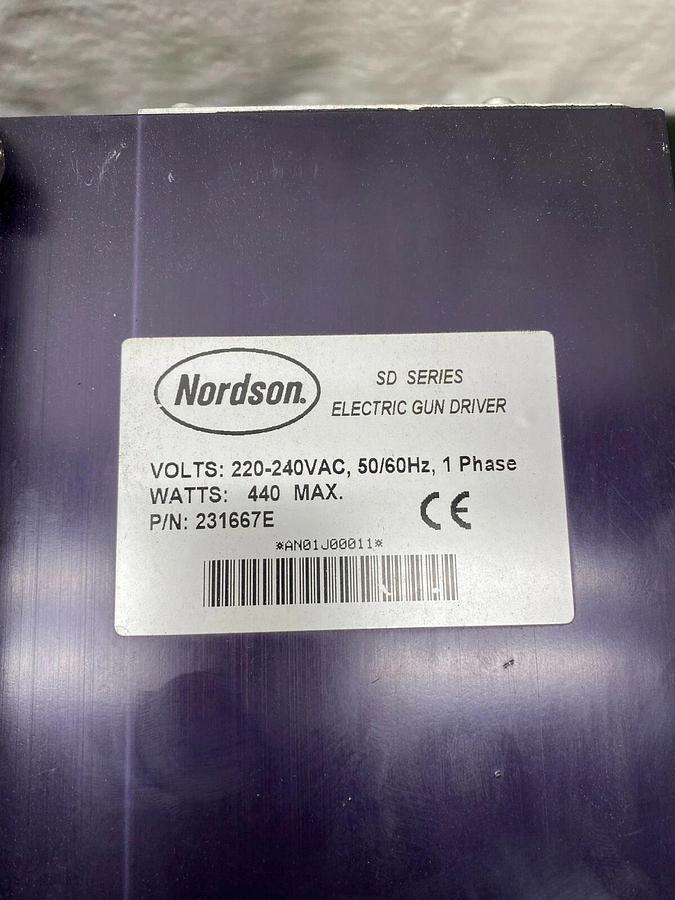 Nordson.
SD SERIES
ELECTRIC GUN DRIVER
VOLTS: 220-240VAC, 50/60Hz, 1 Phase
WATTS: 440 MAX.
P/N: 231667E
CE
*AN01J00011*